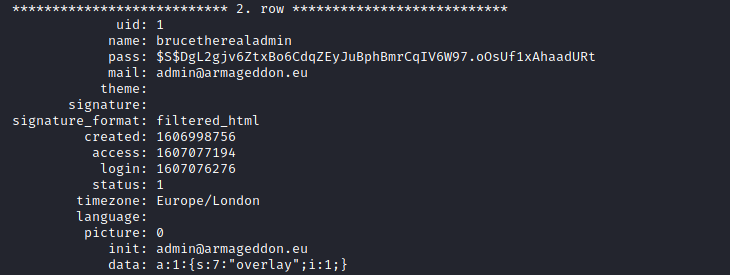 *************************** 2. row ***************************
uid: 1
name: brucetherealadmin
pass: $S$DgL2gjv6ZtxBo6CdqZEyJuBphBmrCqIV6W97.oOsUf1xAhaadURt
mail: admin@armageddon.eu
theme:
signature:
signature_format: filtered_html
created: 1606998756
access: 1607077194
login: 1607076276
status: 1
timezone: Europe/London
language:
picture: 0
init: admin@armageddon.eu
data: a:1:{s:7:"overlay";i:1;}